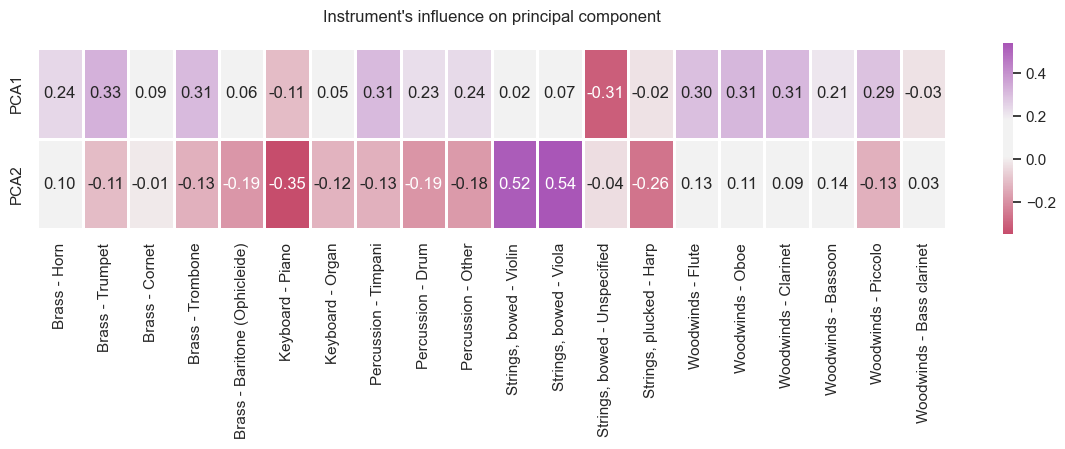 Instrument's influence on principal component
PCA1
0.24 0.33 0.09 0.31 0.06 -0.11 0.05 0.31 0.23 0.24 0.02 0.07 -0.31 -0.02 0.30 0.31 0.31 0.21 0.29 -0.03
PCA2
0.10 -0.11 -0.01 -0.13 -0.19 -0.35 -0.12 -0.13 -0.19 -0.18 0.52 0.54 -0.04 -0.26 0.13 0.11 0.09 0.14 -0.13 0.03
Brass - Horn
Brass - Trumpet
Brass - Cornet
Brass - Trombone
Brass - Baritone (Ophicleide)
Keyboard - Piano
Keyboard - Organ
Percussion - Timpani
Percussion - Drum
Percussion - Other
Strings, bowed - Violin
Strings, bowed - Viola
Strings, bowed - Unspecified
Strings, plucked - Harp
Woodwinds - Flute
Woodwinds - Oboe
Woodwinds - Clarinet
Woodwinds - Bassoon
Woodwinds - Piccolo
Woodwinds - Bass clarinet
0.4
0.2
0.0
−0.2